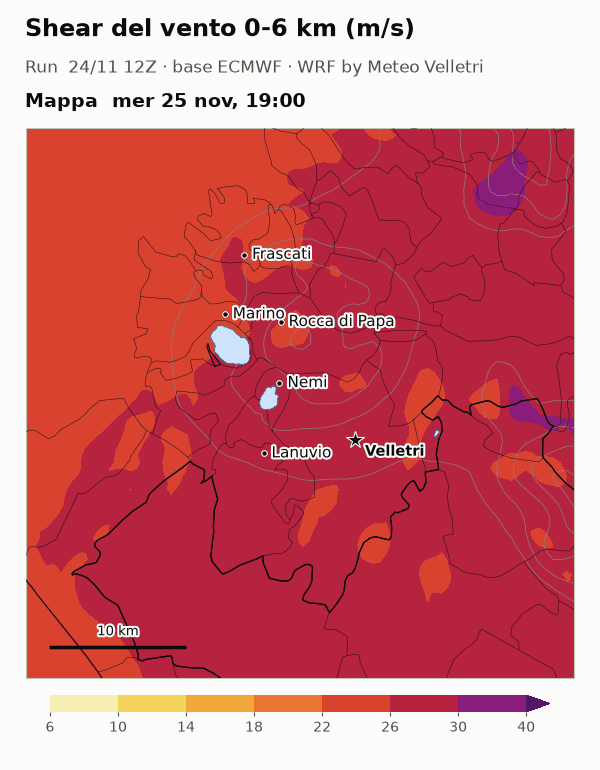 Shear del vento 0-6 km (m/s)
Run  24/11 12Z · base ECMWF · WRF by Meteo Velletri
Mappa  mer 25 nov, 19:00
Frascati
Marino
Rocca di Papa
Nemi
Velletri
Lanuvio
10 km
6 10 14 18 22 26 30 40